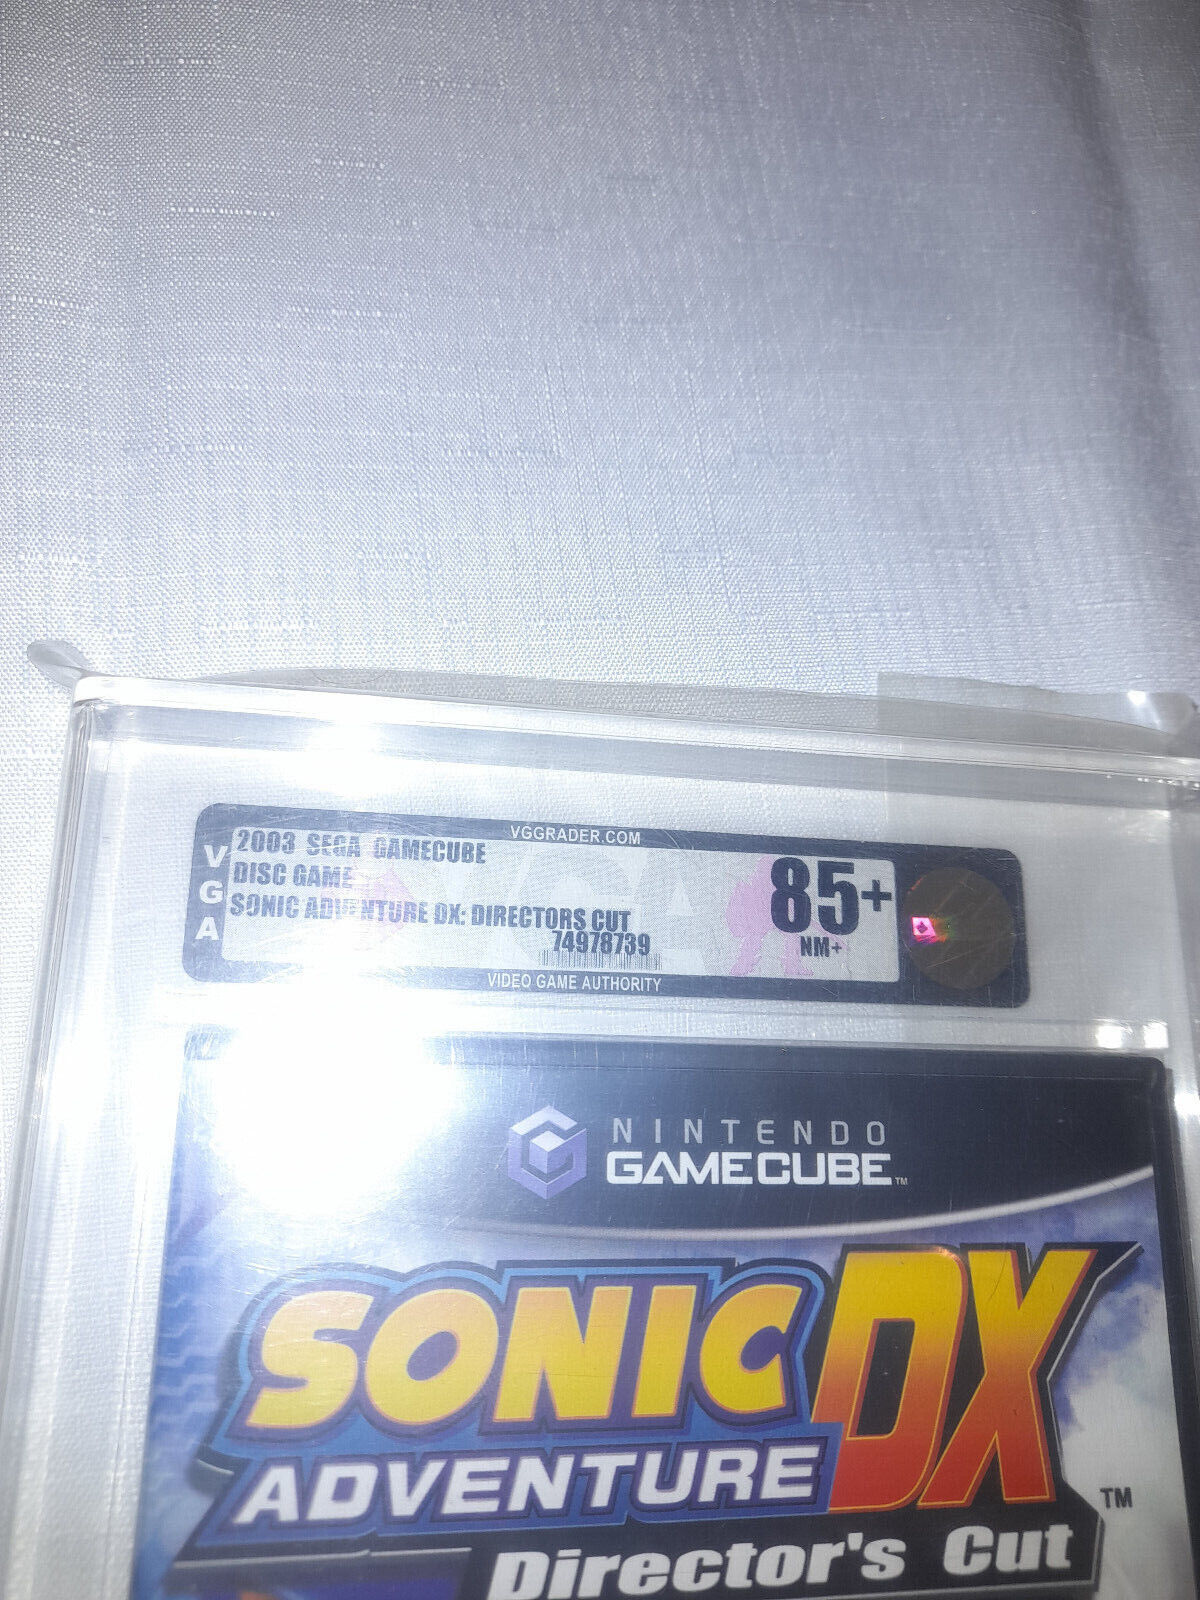 VGGRADER.COM
VGA
2003 SEGA GAMECUBE
DISC GAME
SONIC ADVENTURE DX: DIRECTORS CUT
74978739
85+
NM+
VIDEO GAME AUTHORITY
NINTENDO
GAMECUBE™
SONIC DX
ADVENTURE
TM
Director's Cut